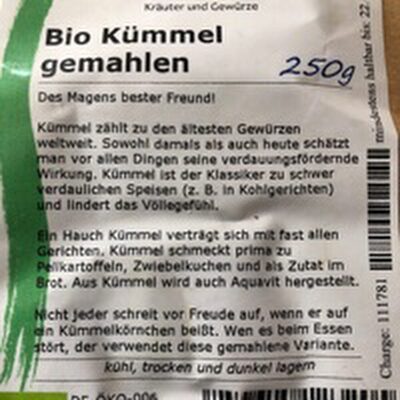 Kräuter und Gewürze
Bio Kümmel
gemahlen
250g
Des Magens bester Freund!
Kümmel zählt zu den ältesten Gewürzen
weltweit. Sowohl damals als auch heute schätzt
man vor allen Dingen seine verdauungsfördernde
Wirkung. Kümmel ist der Klassiker zu schwer
verdaulichen Speisen (z. B. in Kohlgerichten)
und lindert das Völlegefühl.
Ein Hauch Kümmel verträgt sich mit fast allen
Gerichten. Kümmel schmeckt prima zu
Pellkartoffeln, Zwiebelkuchen und als Zutat im
Brot. Aus Kümmel wird auch Aquavit hergestellt.
Nicht jeder schreit vor Freude auf, wenn er auf
ein Kümmelkörnchen beißt. Wen es beim Essen
stört, der verwendet diese gemahlene Variante.
kühl, trocken und dunkel lagern
DE-ÖKO-006
mindestens haltbar bis: 22.
Charge: 111781